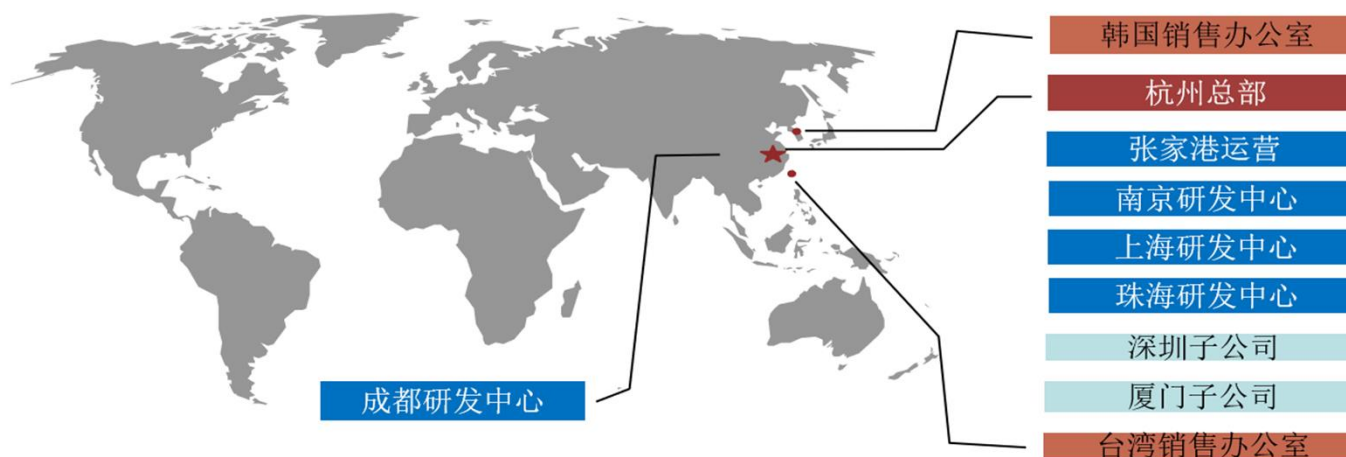 韩国销售办公室
杭州总部
张家港运营
南京研发中心
上海研发中心
珠海研发中心
深圳子公司
厦门子公司
成都研发中心
台湾销售办公室